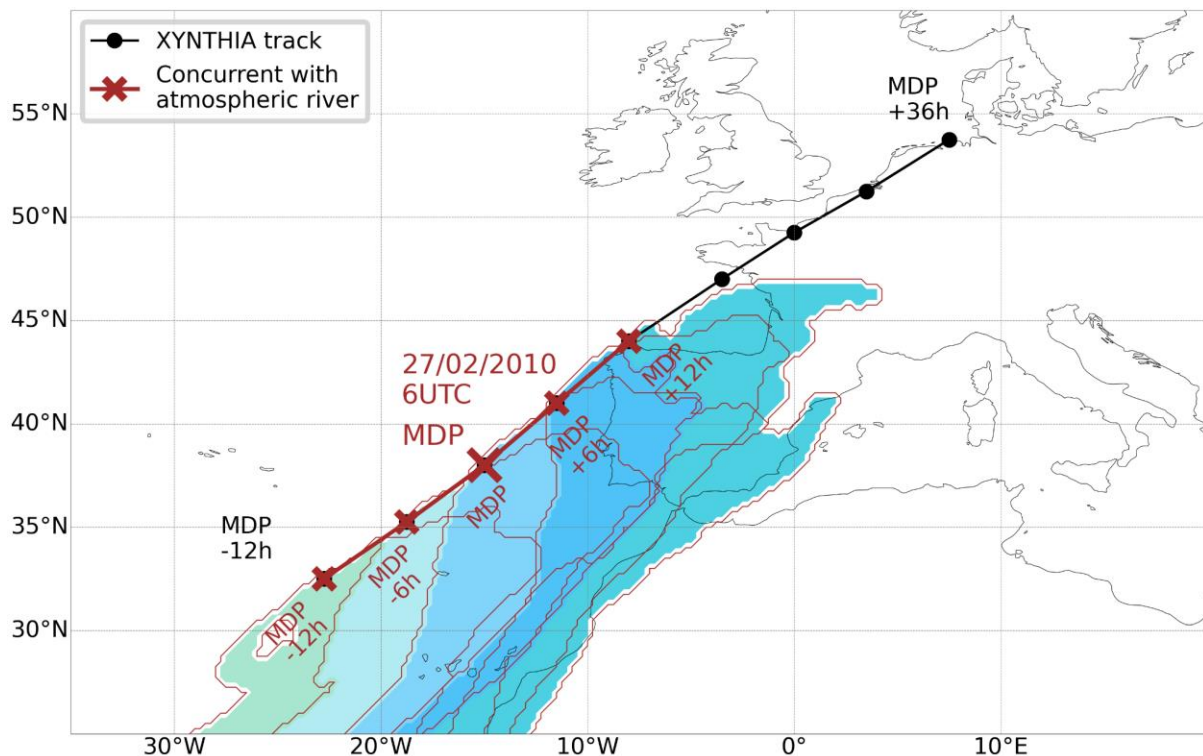 XYNTHIA track
Concurrent with
atmospheric river
MDP
+36h
55°N
50°N
45°N
27/02/2010
6UTC
MDP
MDP
+12h
40°N
MDP
+6h
MDP
35°N
MDP
-12h
MDP
-6h
30°N
MDP
-12h
30°W
20°W
10°W
0°
10°E